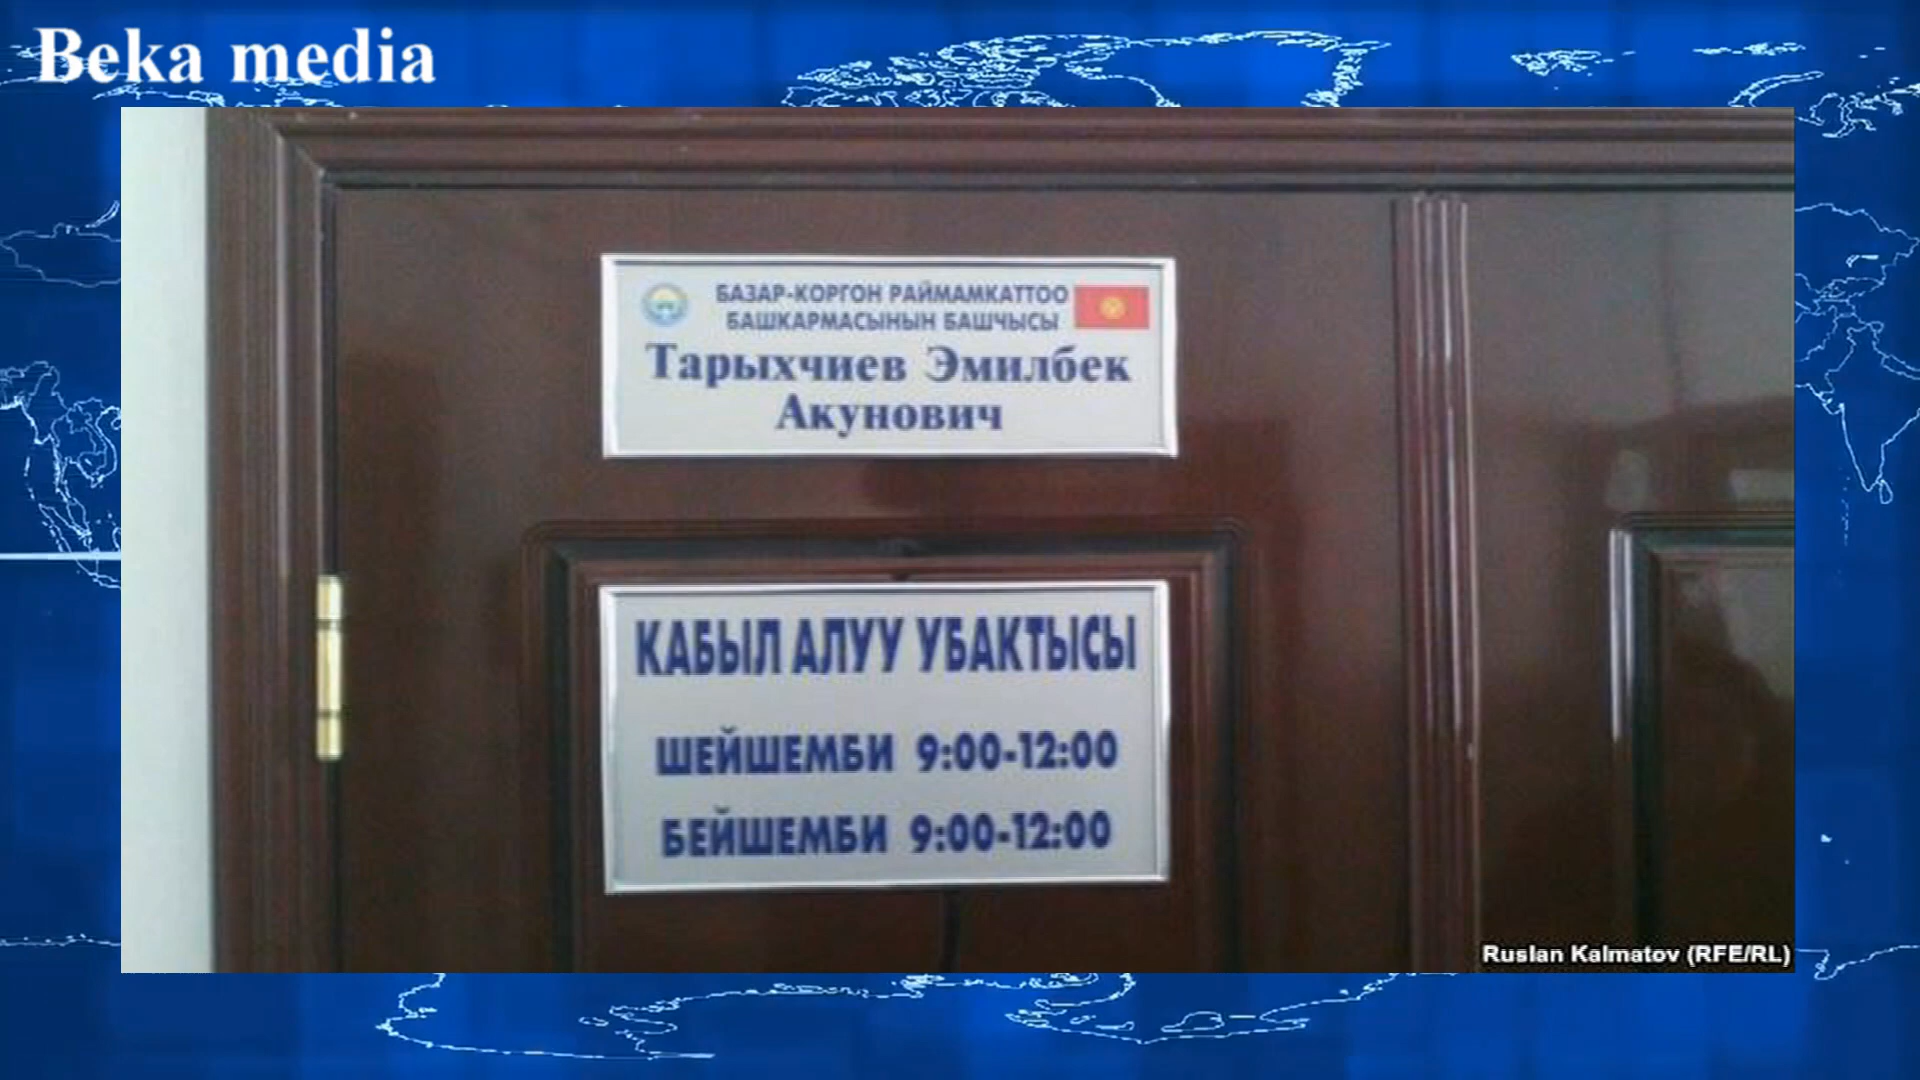 Beka media
БАЗАР-КОРГОН РАЙМАМКАТТОО
БАШКАРМАСЫНЫН БАШЧЫСЫ
Тарыхчиев Эмилбек
Акунович
КАБЫЛ АЛУУ УБАКТЫСЫ
ШЕЙШЕМБИ 9:00-12:00
БЕЙШЕМБИ 9:00-12:00
Ruslan Kalmatov (RFE/RL)